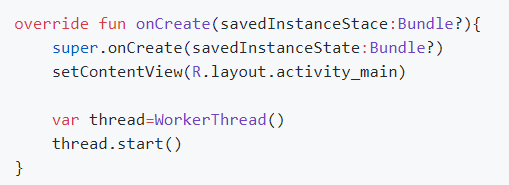 override fun onCreate(savedInstanceStace:Bundle?){
    super.onCreate(savedInstanceState:Bundle?)
    setContentView(R.layout.activity_main)

    var thread=WorkerThread()
    thread.start()
}